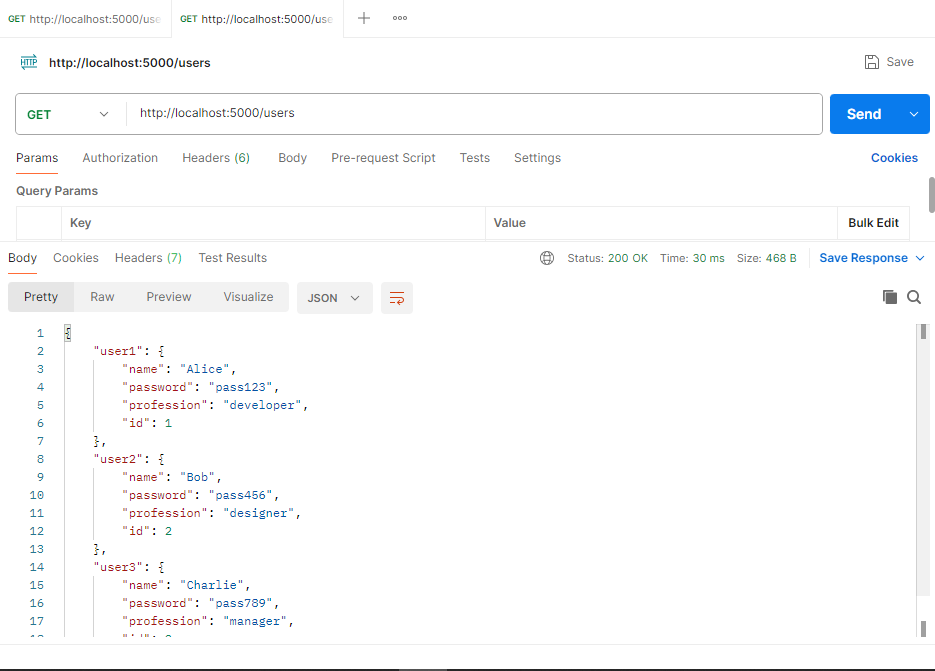 GET http://localhost:5000/use GET http://localhost:5000/use
HTTP http://localhost:5000/users Save
GET http://localhost:5000/users Send
Params Authorization Headers (6) Body Pre-request Script Tests Settings Cookies
Query Params
Key Value Bulk Edit
Body Cookies Headers (7) Test Results Status: 200 OK Time: 30 ms Size: 468 B Save Response
Pretty Raw Preview Visualize JSON
1 {
2 "user1": {
3 "name": "Alice",
4 "password": "pass123",
5 "profession": "developer",
6 "id": 1
7 },
8 "user2": {
9 "name": "Bob",
10 "password": "pass456",
11 "profession": "designer",
12 "id": 2
13 },
14 "user3": {
15 "name": "Charlie",
16 "password": "pass789",
17 "profession": "manager",